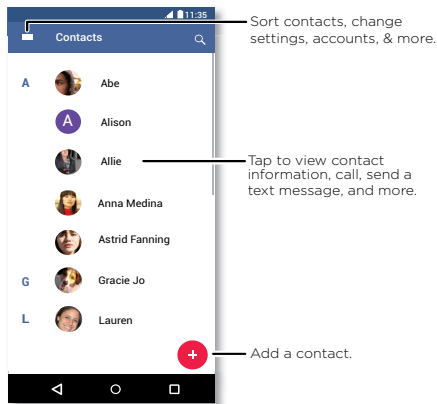 11:35
Sort contacts, change
settings, accounts, & more.
Contacts
A
Abe
A
Alison
Allie
Tap to view contact
information, call, send a
text message, and more.
Anna Medina
Astrid Fanning
G
Gracie Jo
L
Lauren
Add a contact.